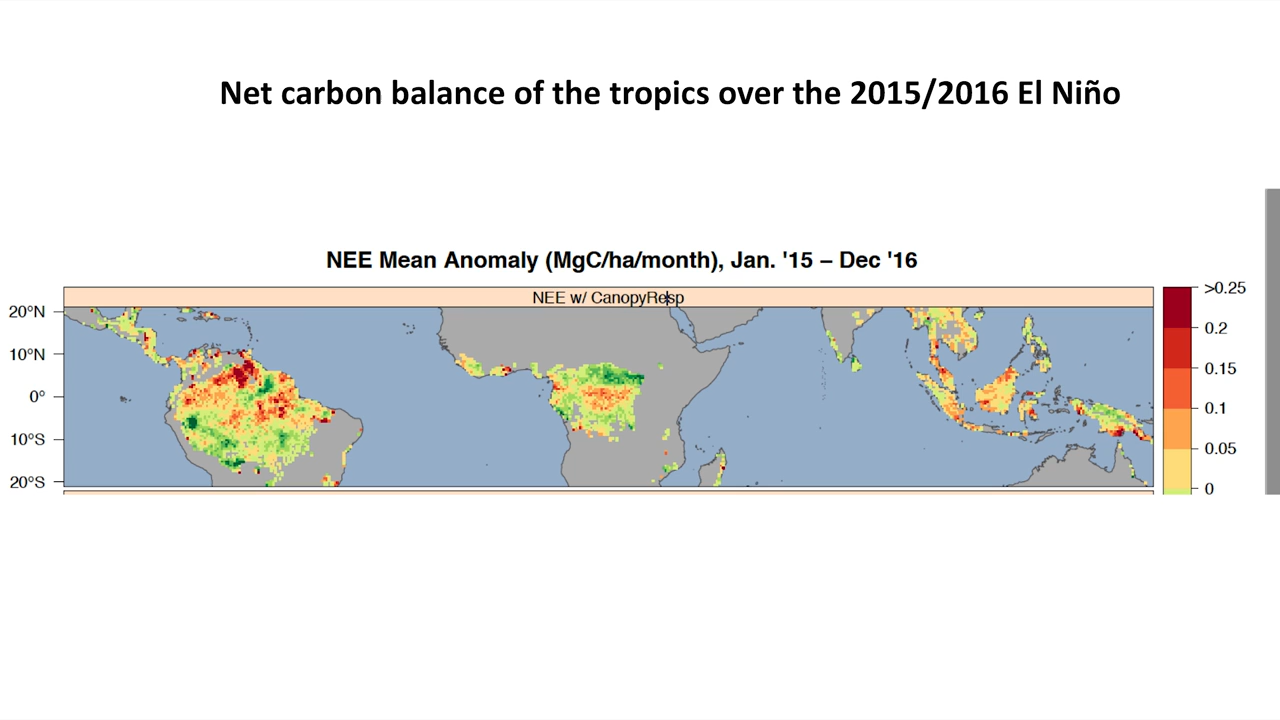 Net carbon balance of the tropics over the 2015/2016 El Niño
NEE Mean Anomaly (MgC/ha/month), Jan. '15 – Dec '16
NEE w/ CanopyResp
20°N
10°N
0°
10°S
20°S
>0.25
0.2
0.15
0.1
0.05
0